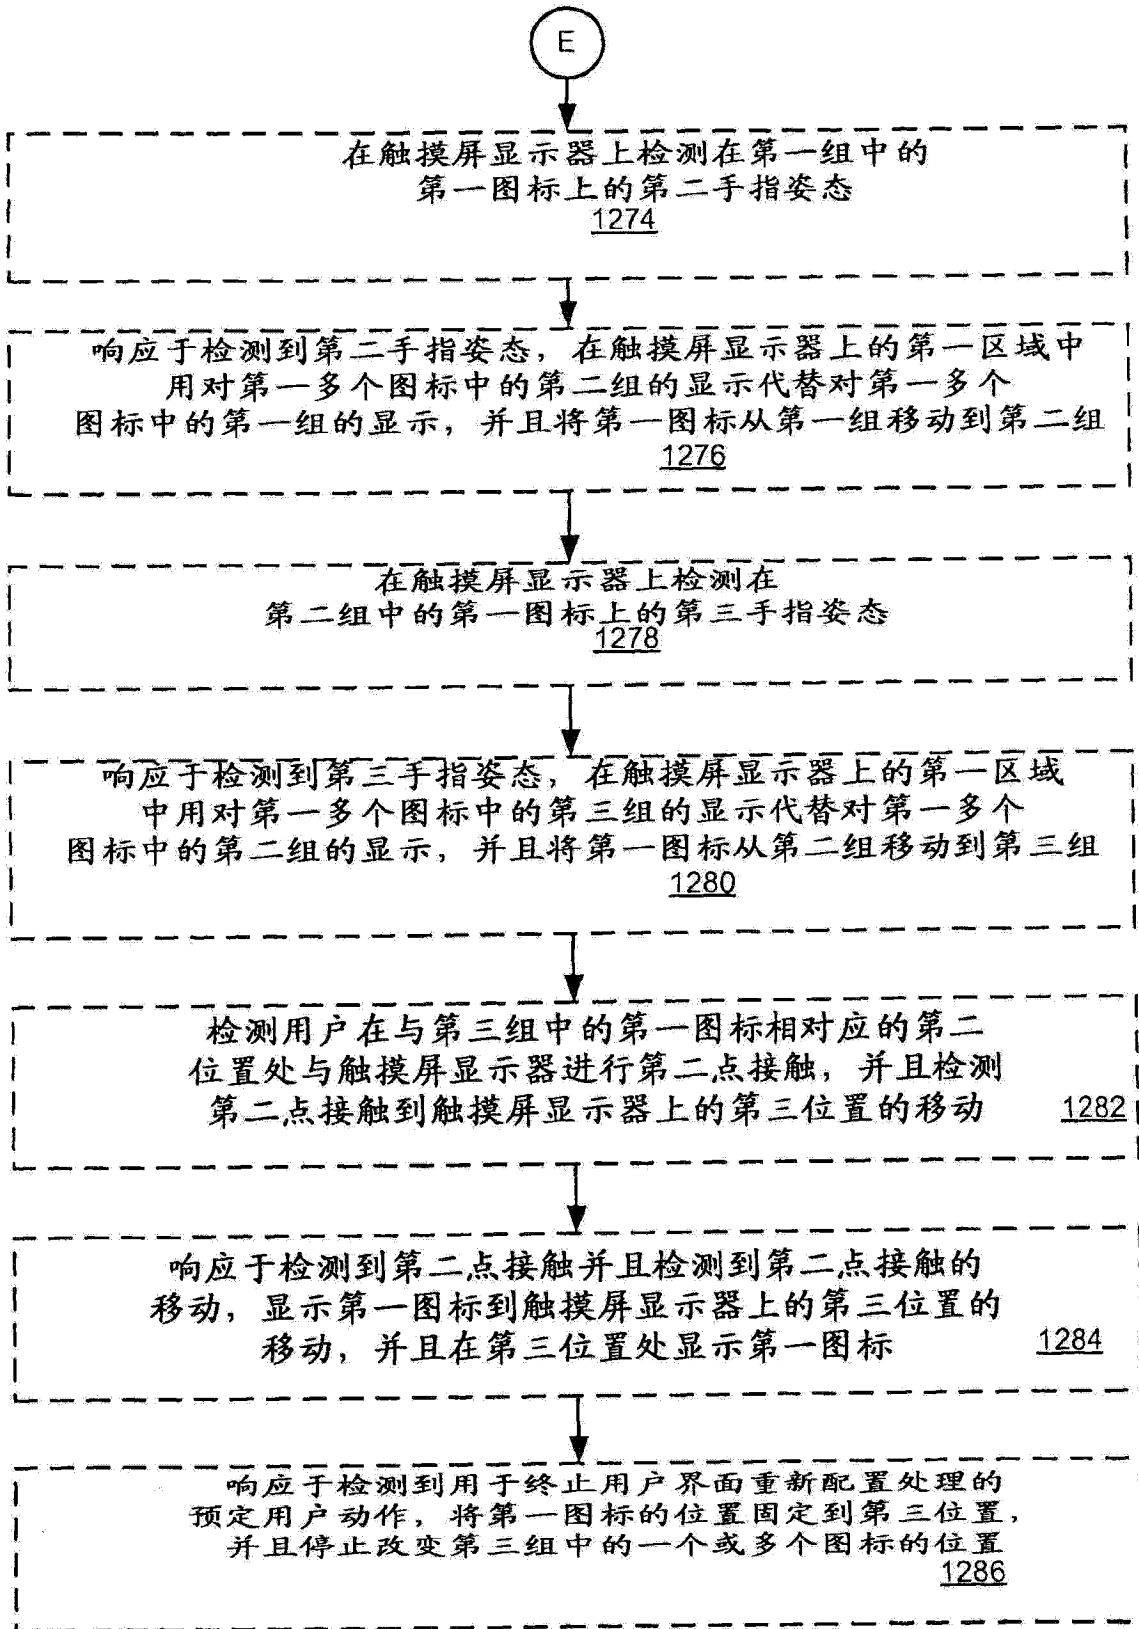 E
在触摸屏显示器上检测在第一组中的
第一图标上的第二手指姿态
1274
响应于检测到第二手指姿态，在触摸屏显示器上的第一区域中
用对第一多个图标中的第二组的显示代替对第一多个
图标中的第一组的显示，并且将第一图标从第一组移动到第二组
1276
在触摸屏显示器上检测在
第二组中的第一图标上的第三手指姿态
1278
响应于检测到第三手指姿态，在触摸屏显示器上的第一区域
中用对第一多个图标中的第三组的显示代替对第一多个
图标中的第二组的显示，并且将第一图标从第二组移动到第三组
1280
检测用户在与第三组中的第一图标相对应的第二
位置处与触摸屏显示器进行第二点接触，并且检测
第二点接触到触摸屏显示器上的第三位置的移动 1282
响应于检测到第二点接触并且检测到第二点接触的
移动，显示第一图标到触摸屏显示器上的第三位置的
移动，并且在第三位置处显示第一图标 1284
响应于检测到用于终止用户界面重新配置处理的
预定用户动作，将第一图标的位置固定到第三位置，
并且停止改变第三组中的一个或多个图标的位置
1286